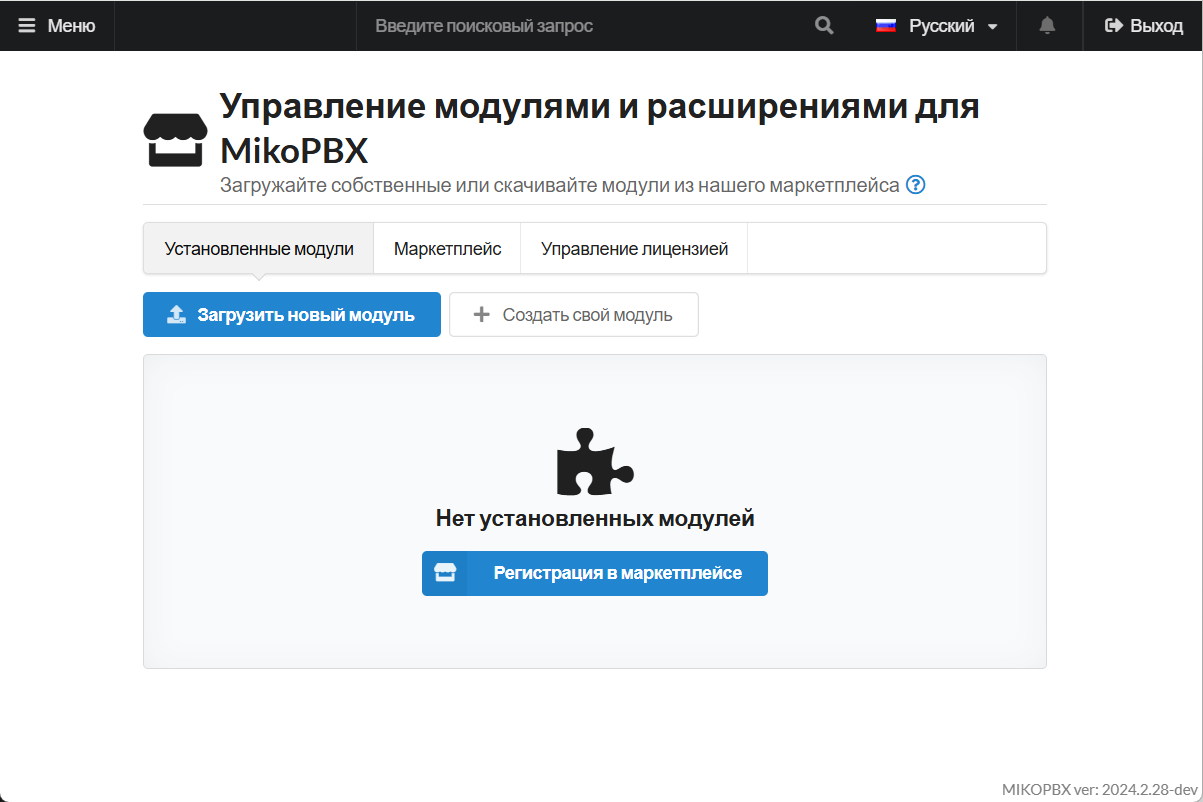 Меню
Введите поисковый запрос
Русский
Выход
Управление модулями и расширениями для
MikoPBX
Загружайте собственные или скачивайте модули из нашего маркетплейса ?
Установленные модули
Маркетплейс
Управление лицензией
Загрузить новый модуль
Создать свой модуль
Нет установленных модулей
Регистрация в маркетплейсе
MIKOPBX ver: 2024.2.28-dev